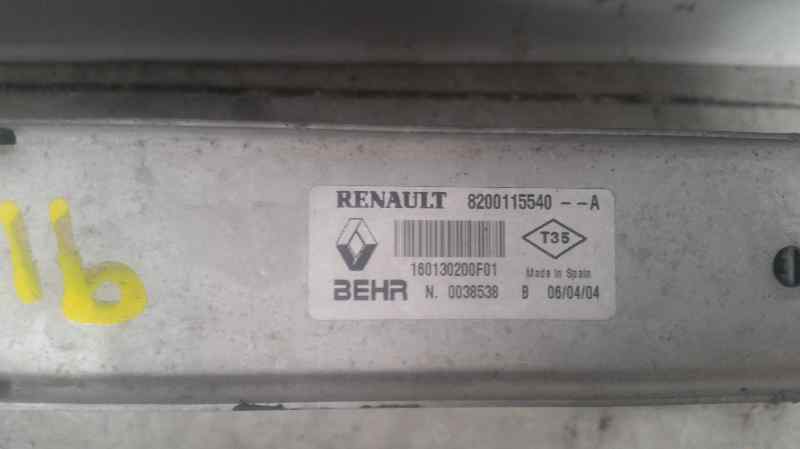 16
RENAULT 8200115540--A
160130200F01
T35
Made in Spain
BEHR N. 0038538 B 06/04/04